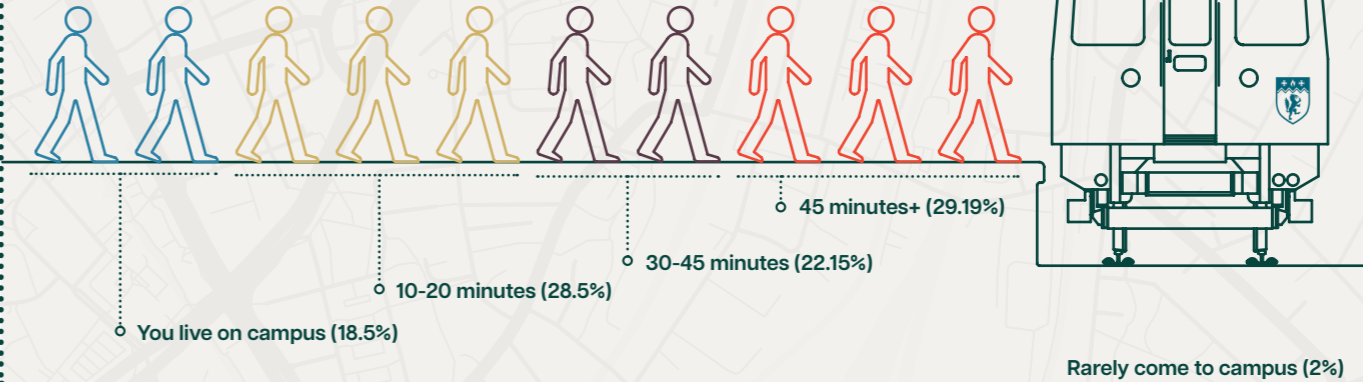 45 minutes+ (29.19%)
30-45 minutes (22.15%)
10-20 minutes (28.5%)
You live on campus (18.5%)
Rarely come to campus (2%)